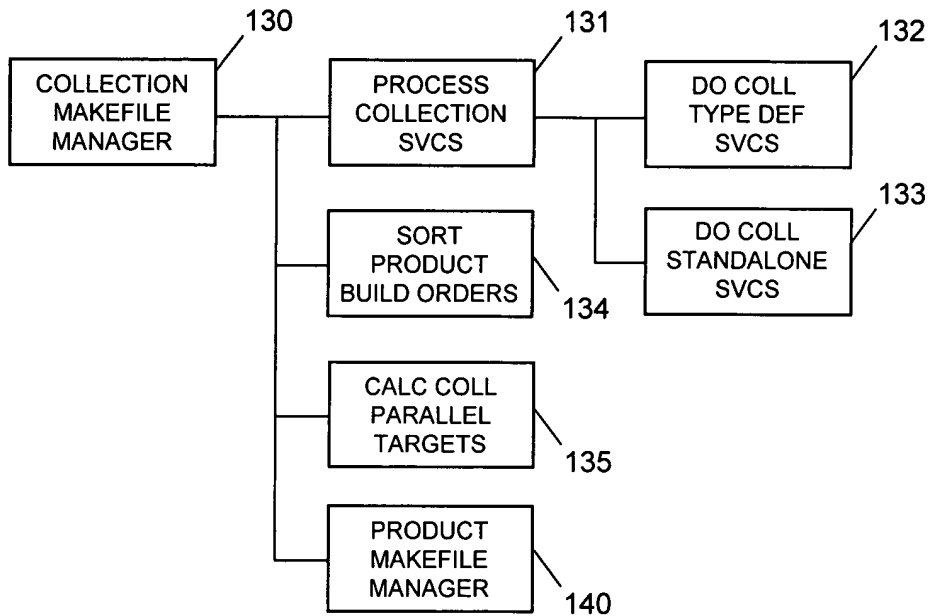 130
COLLECTION
MAKEFILE
MANAGER
131
PROCESS
COLLECTION
SVCS
132
DO COLL
TYPE DEF
SVCS
133
DO COLL
STANDALONE
SVCS
SORT
PRODUCT
BUILD ORDERS
134
CALC COLL
PARALLEL
TARGETS
135
PRODUCT
MAKEFILE
MANAGER
140